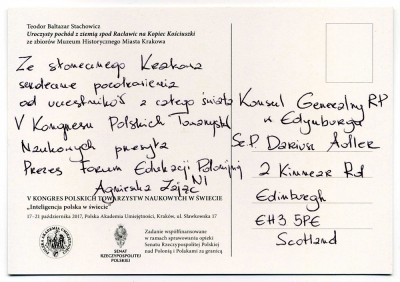 Teodor Baltazar Stachowicz
Uroczysty pochód z ziemią spod Racławic na Kopiec Kościuszki
ze zbiorów Muzeum Historycznego Miasta Krakowa
Ze słonecznego Krakowa
serdeczne pozdrowienia
od uczestników z całego świata
V Kongresu Polskich Towarzystw
Naukowych przesyła
Prezes Forum Edukacji Polonijnej
Agnieszka Zając
V KONGRES POLSKICH TOWARZYSTW NAUKOWYCH W ŚWIECIE
„Inteligencja polska w świecie”
17–21 października 2017, Polska Akademia Umiejętności, Kraków, ul. Sławkowska 17
SENAT
RZECZYPOSPOLITEJ
POLSKIEJ
Zadanie współfinansowane
w ramach sprawowania opieki
Senatu Rzeczypospolitej Polskiej
nad Polonią i Polakami za granicą
Konsul Generalny RP
w Edynburgu
Sz.P. Dariusz Adler
2 Kinnear Rd
Edinburgh
EH3 5PE
Scotland